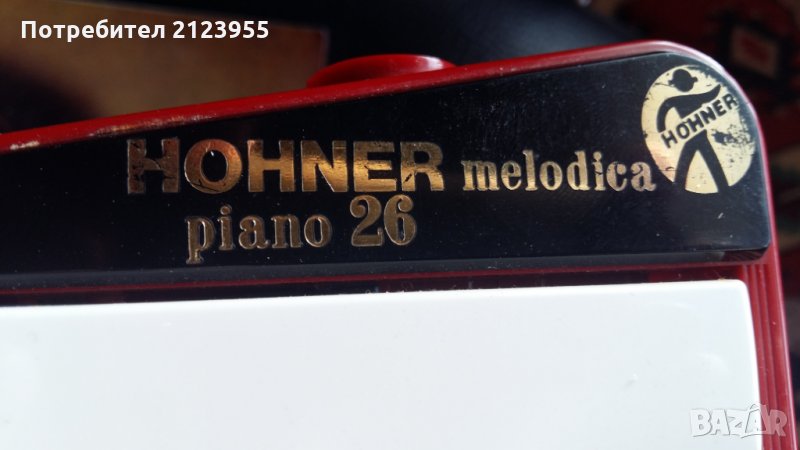 Потребител 2123955
HOHNER melodica
HOHNER
piano 26
BAZAR